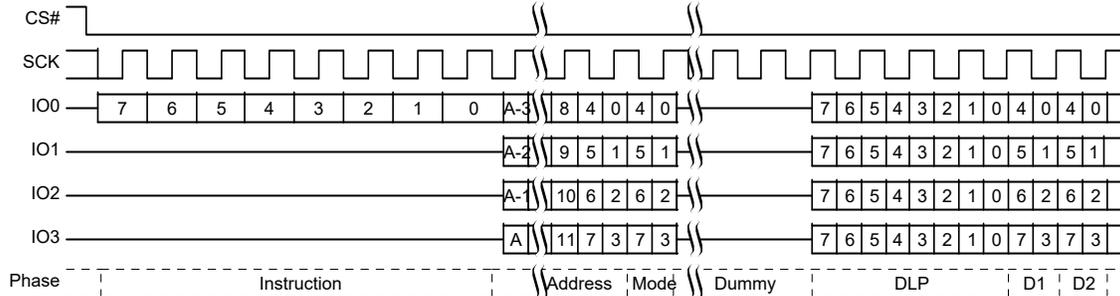 CS#
SCK
IO0 7 6 5 4 3 2 1 0 A-3 8 4 0 4 0 7 6 5 4 3 2 1 0 4 0 4 0
IO1 A-2 9 5 1 5 1 7 6 5 4 3 2 1 0 5 1 5 1
IO2 A-1 10 6 2 6 2 7 6 5 4 3 2 1 0 6 2 6 2
IO3 A 11 7 3 7 3 7 6 5 4 3 2 1 0 7 3 7 3
Phase Instruction Address Mode Dummy DLP D1 D2